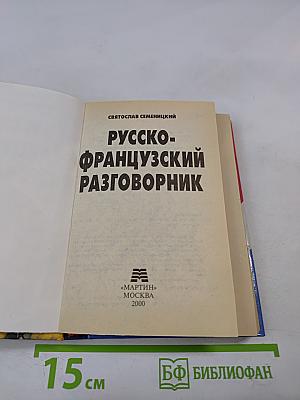 СВЯТОСЛАВ СЕМЕНИЦКИЙ
РУССКО-
ФРАНЦУЗСКИЙ
РАЗГОВОРНИК
«МАРТИН»
МОСКВА
2000
15 см
БФ БИБЛИОФАН